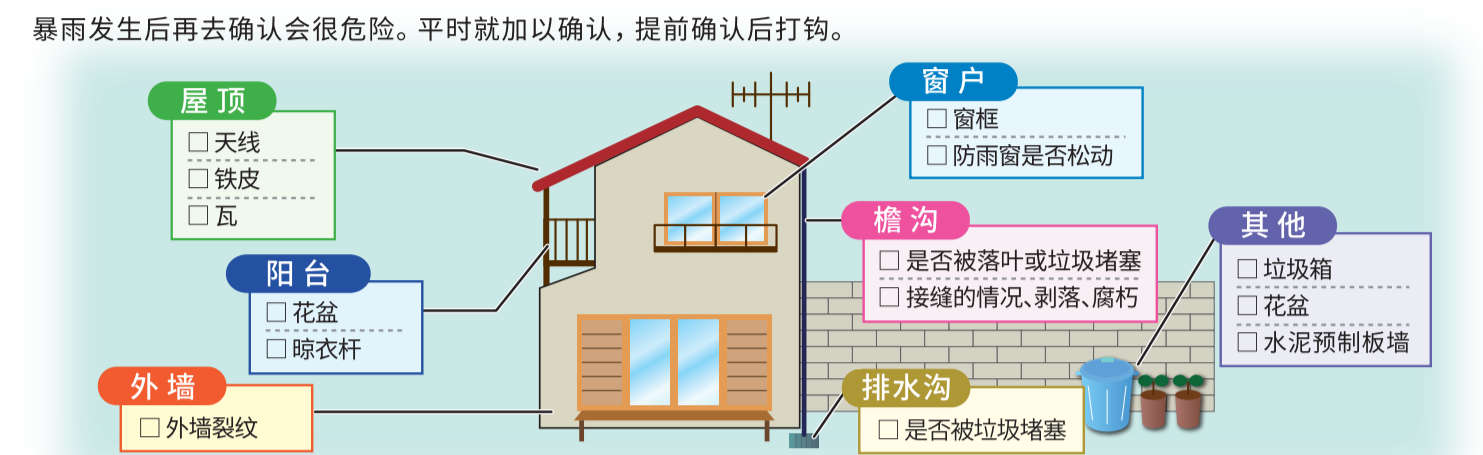 暴雨发生后再去确认会很危险。平时就加以确认，提前确认后打钩。
屋顶
□ 天线
□ 铁皮
□ 瓦
阳台
□ 花盆
□ 晾衣杆
外墙
□ 外墙裂纹
窗户
□ 窗框
□ 防雨窗是否松动
檐沟
□ 是否被落叶或垃圾堵塞
□ 接缝的情况、剥落、腐朽
排水沟
□ 是否被垃圾堵塞
其他
□ 垃圾箱
□ 花盆
□ 水泥预制板墙